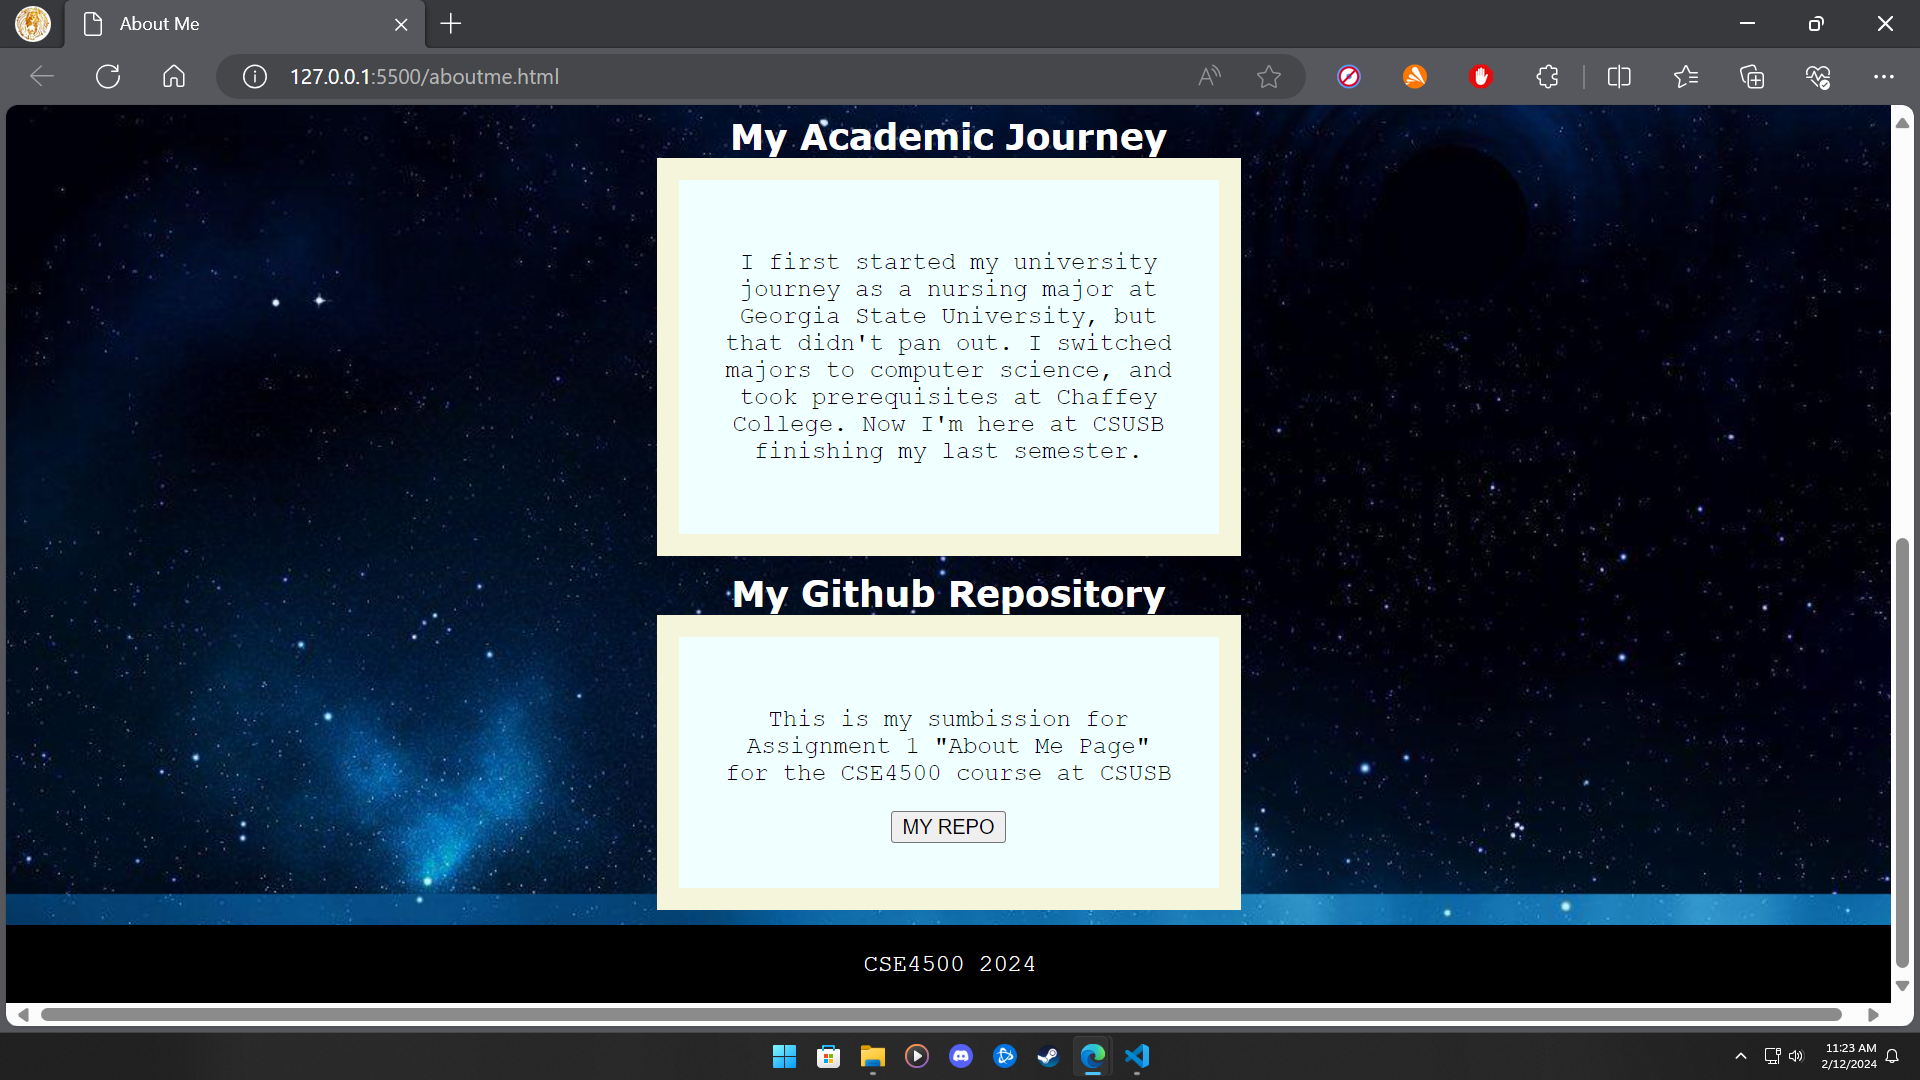 About Me
127.0.0.1:5500/aboutme.html
My Academic Journey
I first started my university
journey as a nursing major at
Georgia State University, but
that didn't pan out. I switched
majors to computer science, and
took prerequisites at Chaffey
College. Now I'm here at CSUSB
finishing my last semester.
My Github Repository
This is my sumbission for
Assignment 1 "About Me Page"
for the CSE4500 course at CSUSB
MY REPO
CSE4500 2024
11:23 AM
2/12/2024